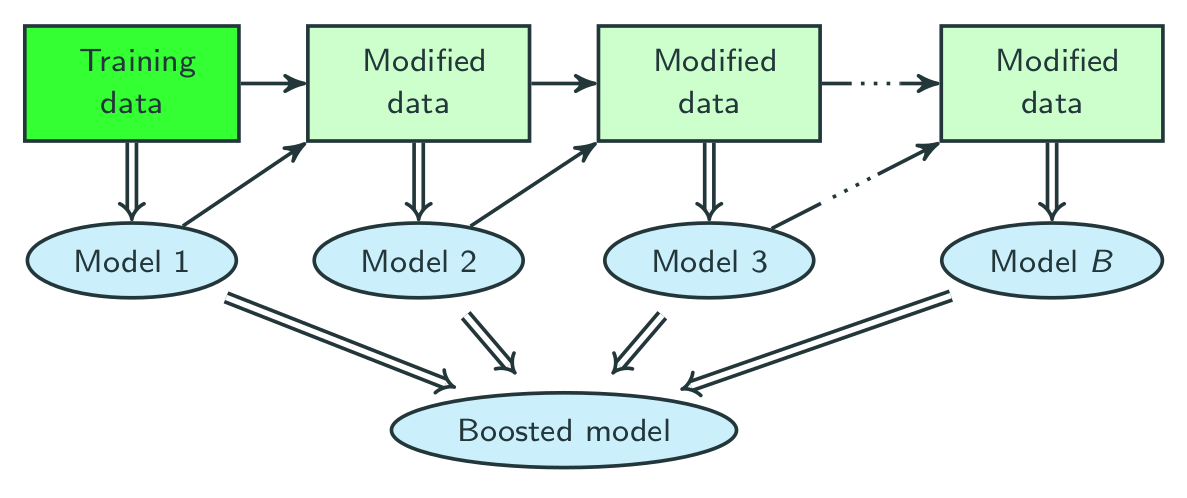 Training
data
Modified
data
Modified
data
Modified
data
Model 1
Model 2
Model 3
Model B
Boosted model